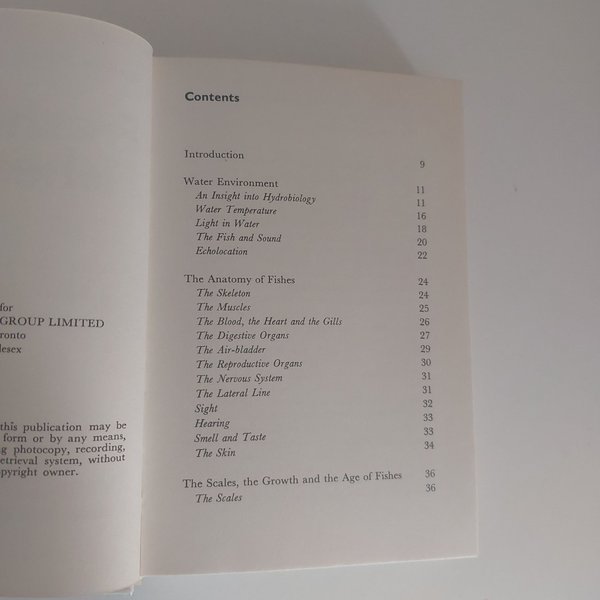 for
GROUP LIMITED
ronto
lesex
this publication may be
form or by any means,
g photocopy, recording,
etrieval system, without
pyright owner.
Contents
Introduction 9
Water Environment 11
An Insight into Hydrobiology 11
Water Temperature 16
Light in Water 18
The Fish and Sound 20
Echolocation 22
The Anatomy of Fishes 24
The Skeleton 24
The Muscles 25
The Blood, the Heart and the Gills 26
The Digestive Organs 27
The Air-bladder 29
The Reproductive Organs 30
The Nervous System 31
The Lateral Line 31
Sight 32
Hearing 33
Smell and Taste 33
The Skin 34
The Scales, the Growth and the Age of Fishes 36
The Scales 36